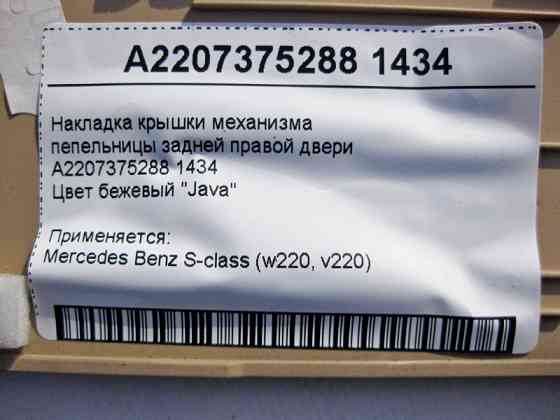 A2207375288 1434
Накладка крышки механизма
пепельницы задней правой двери
A2207375288 1434
Цвет бежевый "Java"
Применяется:
Mercedes Benz S-class (w220, v220)